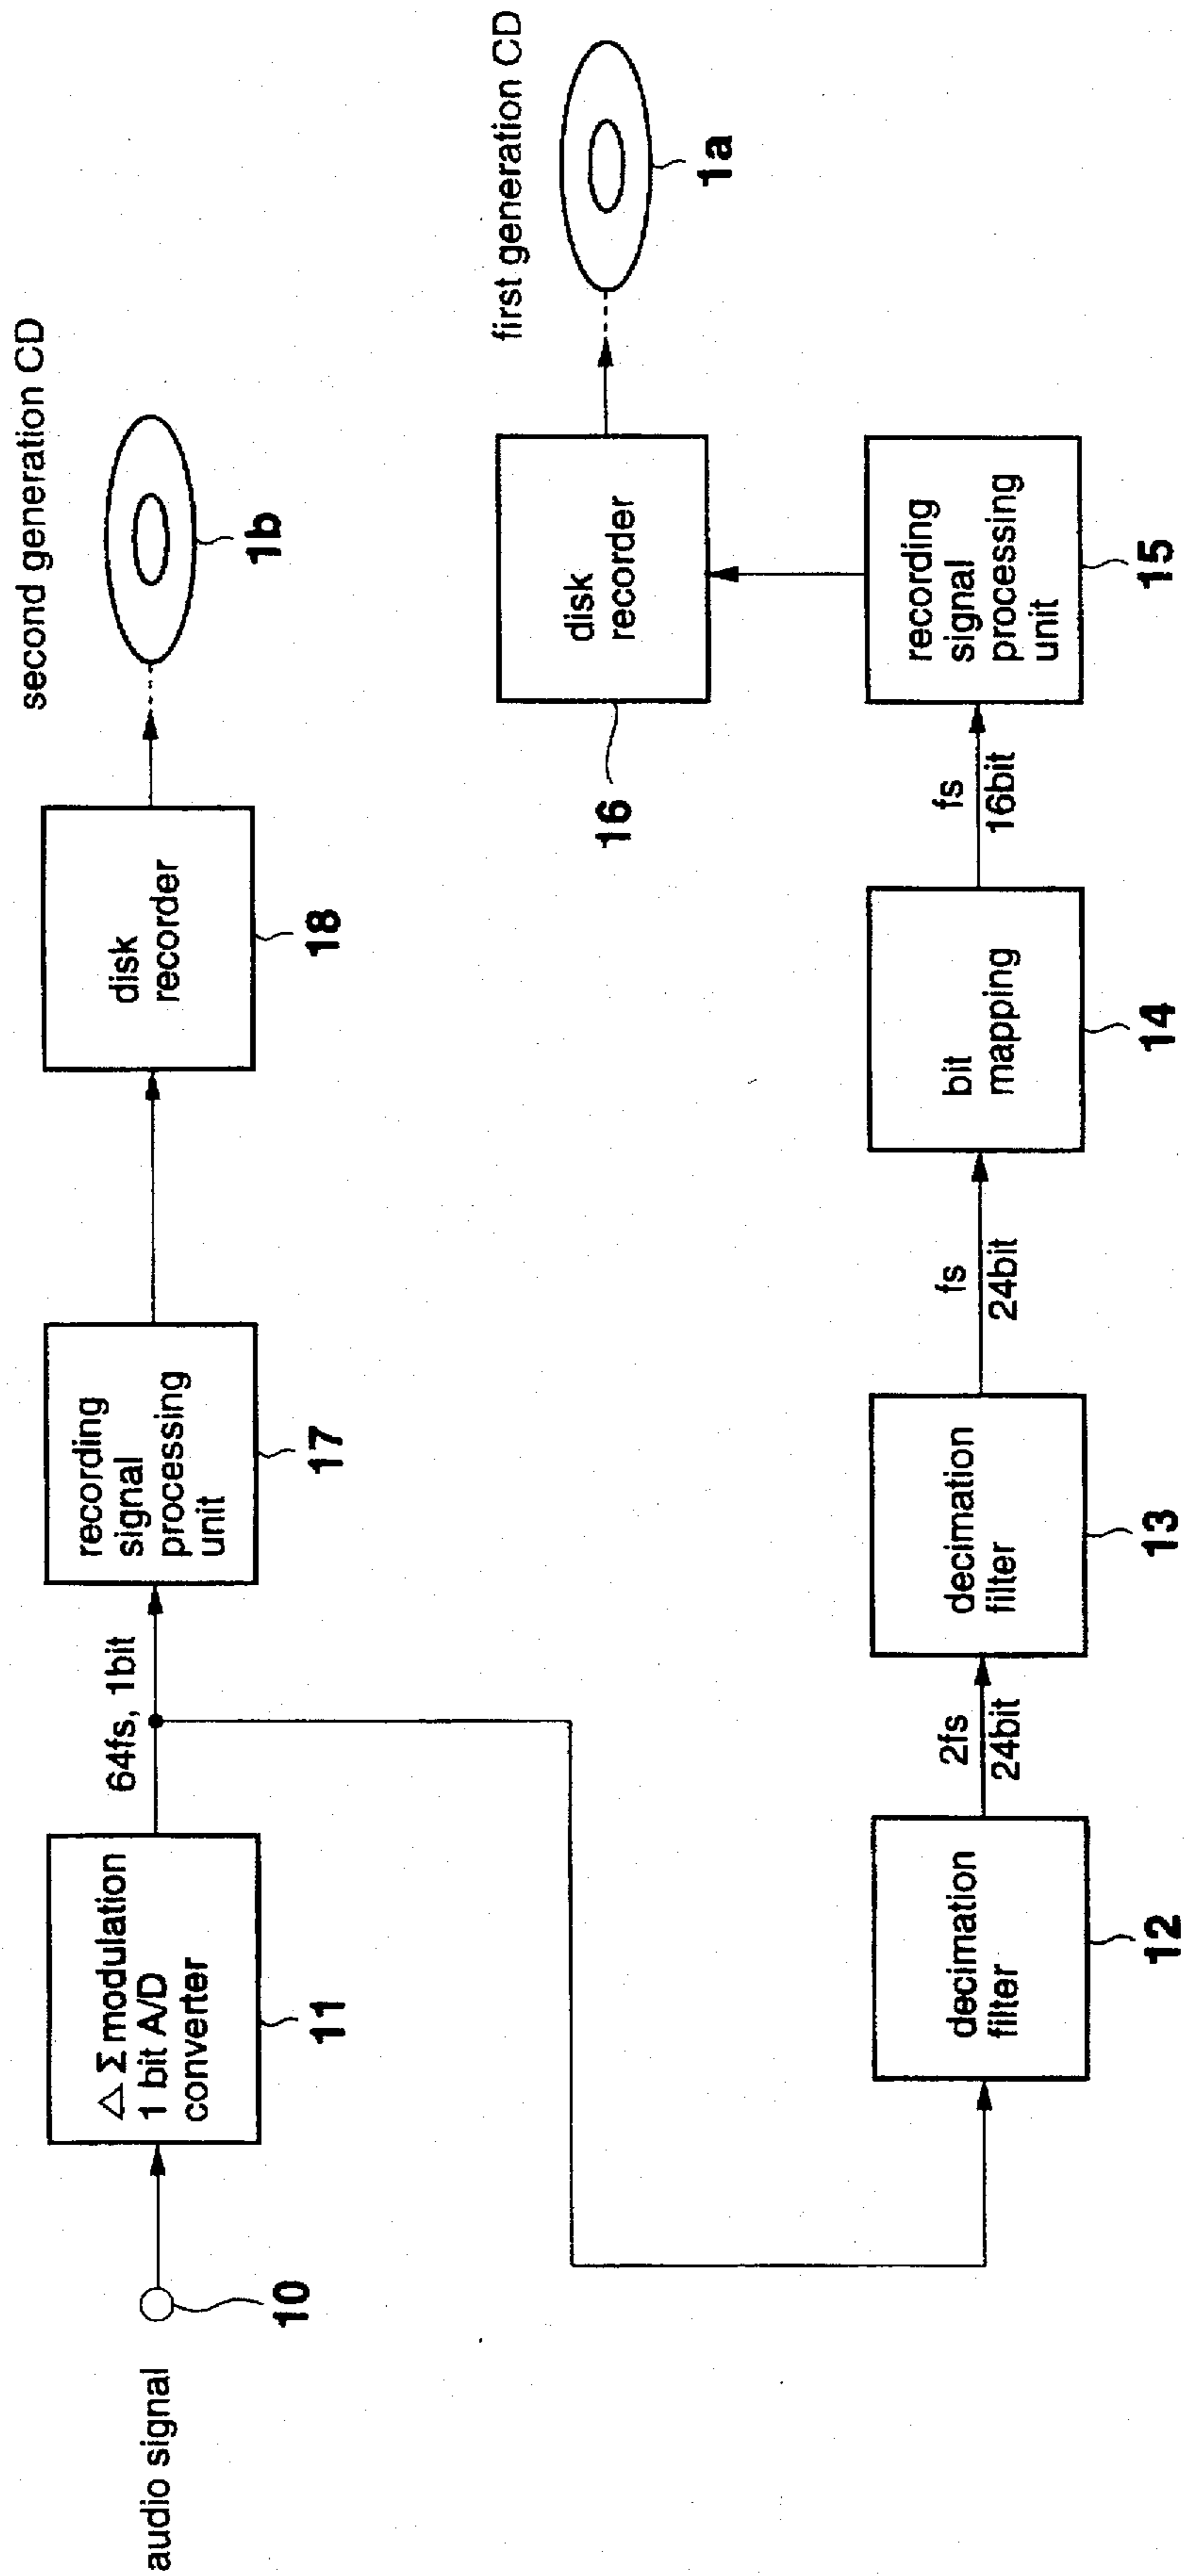 second generation CD
1b
first generation CD
1a
audio signal
10
△Σ modulation
1 bit A/D
converter
11
64fs, 1bit
recording
signal
processing
unit
17
disk
recorder
18
decimation
filter
12
2fs
24bit
decimation
filter
13
fs
24bit
bit
mapping
14
fs
16bit
recording
signal
processing
unit
15
disk
recorder
16